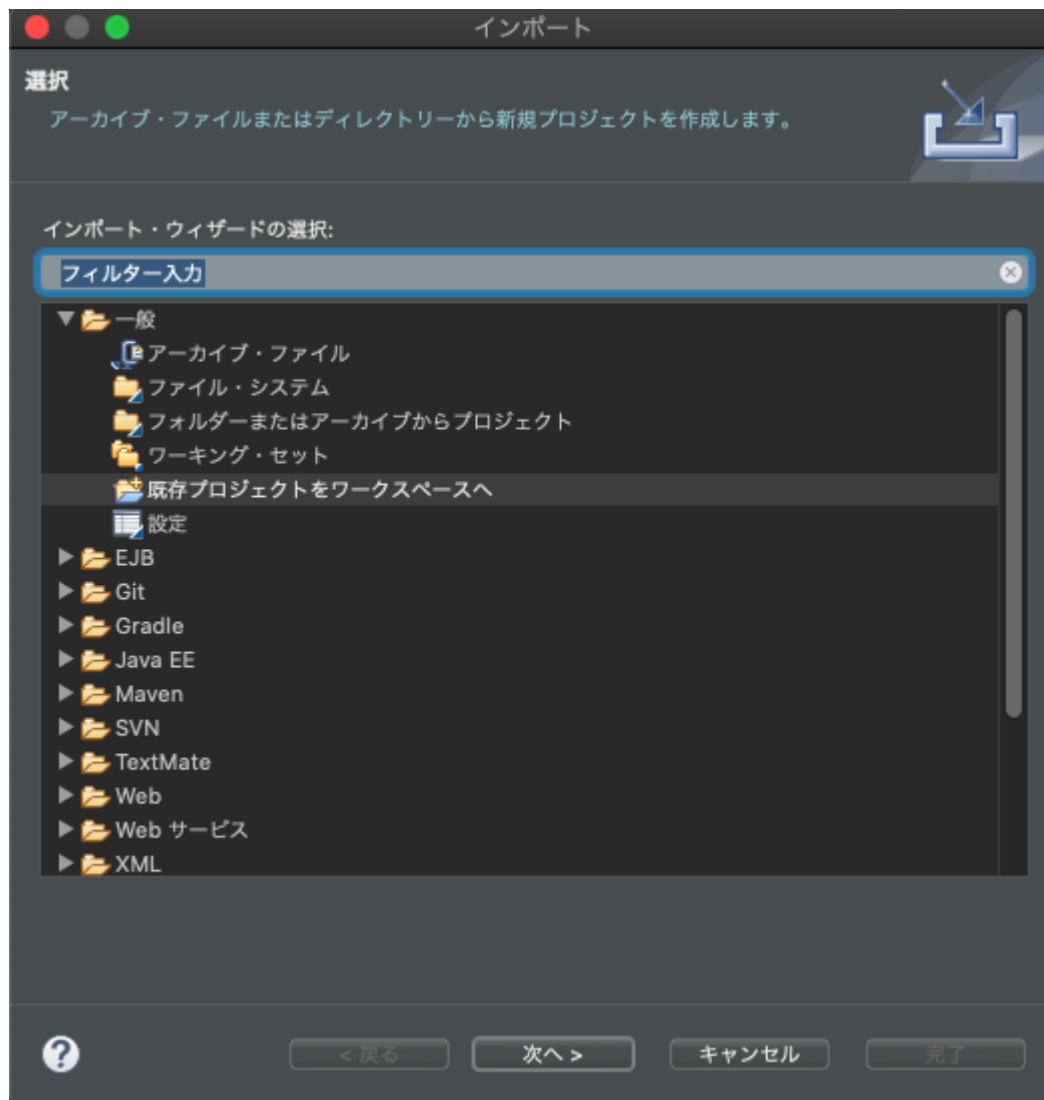 インポート
選択
アーカイブ・ファイルまたはディレクトリーから新規プロジェクトを作成します。
インポート・ウィザードの選択:
フィルター入力
一般
アーカイブ・ファイル
ファイル・システム
フォルダーまたはアーカイブからプロジェクト
ワーキング・セット
既存プロジェクトをワークスペースへ
設定
EJB
Git
Gradle
Java EE
Maven
SVN
TextMate
Web
Web サービス
XML
? < 戻る 次へ > キャンセル 完了